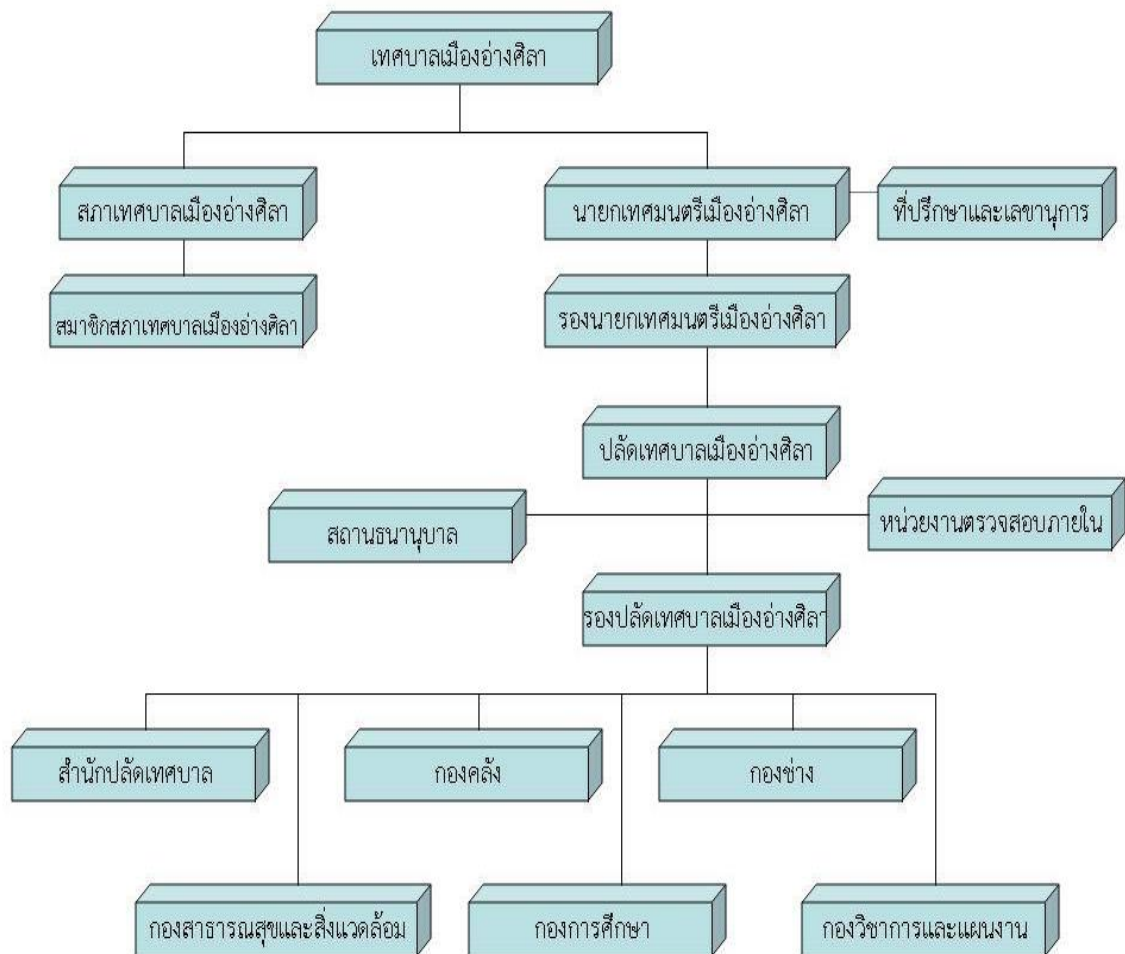 เทศบาลเมืองอ่างศิลา
สภาเทศบาลเมืองอ่างศิลา
นายกเทศมนตรีเมืองอ่างศิลา
ที่ปรึกษาและเลขานุการ
สมาชิกสภาเทศบาลเมืองอ่างศิลา
รองนายกเทศมนตรีเมืองอ่างศิลา
ปลัดเทศบาลเมืองอ่างศิลา
สถานธนานุบาล
หน่วยงานตรวจสอบภายใน
รองปลัดเทศบาลเมืองอ่างศิลา
สำนักปลัดเทศบาล
กองคลัง
กองช่าง
กองสาธารณสุขและสิ่งแวดล้อม
กองการศึกษา
กองวิชาการและแผนงาน